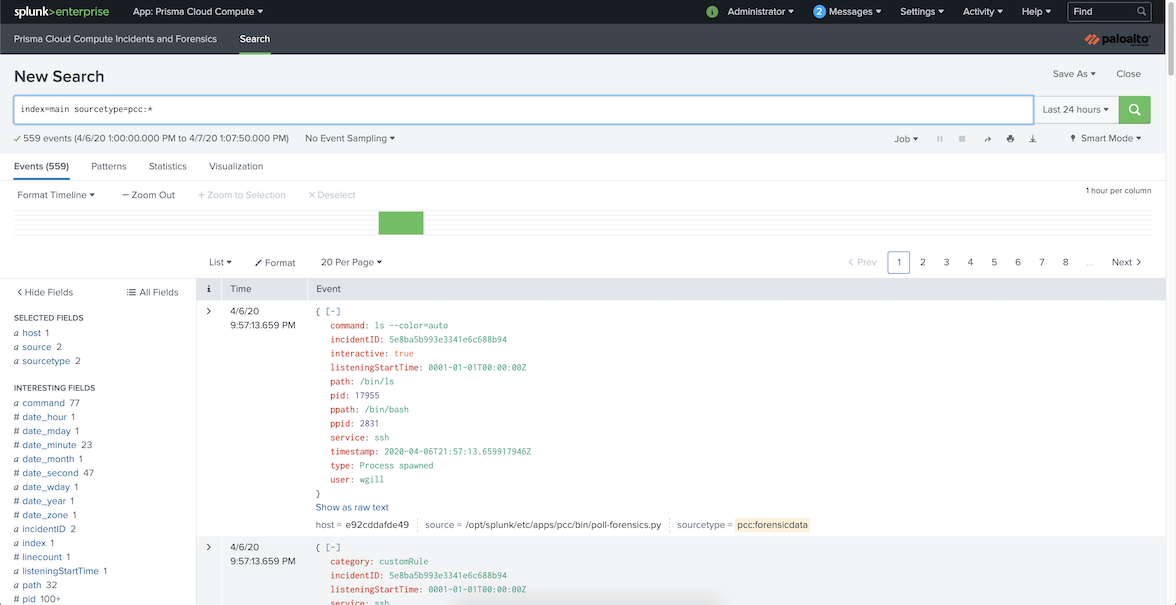 splunk>enterprise App: Prisma Cloud Compute i Administrator 2 Messages Settings Activity Help Find
Prisma Cloud Compute Incidents and Forensics Search paloalto
New Search Save As Close
index=main sourcetype=pcc:* Last 24 hours
559 events (4/6/20 1:00:00.000 PM to 4/7/20 1:07:50.000 PM) No Event Sampling Job Smart Mode
Events (559) Patterns Statistics Visualization
Format Timeline — Zoom Out + Zoom to Selection × Deselect 1 hour per column
List Format 20 Per Page < Prev 1 2 3 4 5 6 7 8 ... Next >
< Hide Fields All Fields i Time Event
SELECTED FIELDS
a host 1
a source 2
a sourcetype 2
INTERESTING FIELDS
a command 77
# date_hour 1
# date_mday 1
# date_minute 23
a date_month 1
# date_second 47
a date_wday 1
# date_year 1
# date_zone 1
a incidentID 2
a index 1
# linecount 1
a listeningStartTime 1
a path 32
# pid 100+
> 4/6/20 { [-]
9:57:13.659 PM command: ls --color=auto
incidentID: 5e8ba5b993e3341e6c688b94
interactive: true
listeningStartTime: 0001-01-01T00:00:00Z
path: /bin/ls
pid: 17955
ppath: /bin/bash
ppid: 2831
service: ssh
timestamp: 2020-04-06T21:57:13.659917946Z
type: Process spawned
user: wgill
}
Show as raw text
host = e92cddafde49 source = /opt/splunk/etc/apps/pcc/bin/poll-forensics.py sourcetype = pcc:forensicdata
> 4/6/20 { [-]
9:57:13.659 PM category: customRule
incidentID: 5e8ba5b993e3341e6c688b94
listeningStartTime: 0001-01-01T00:00:00Z
service: ssh